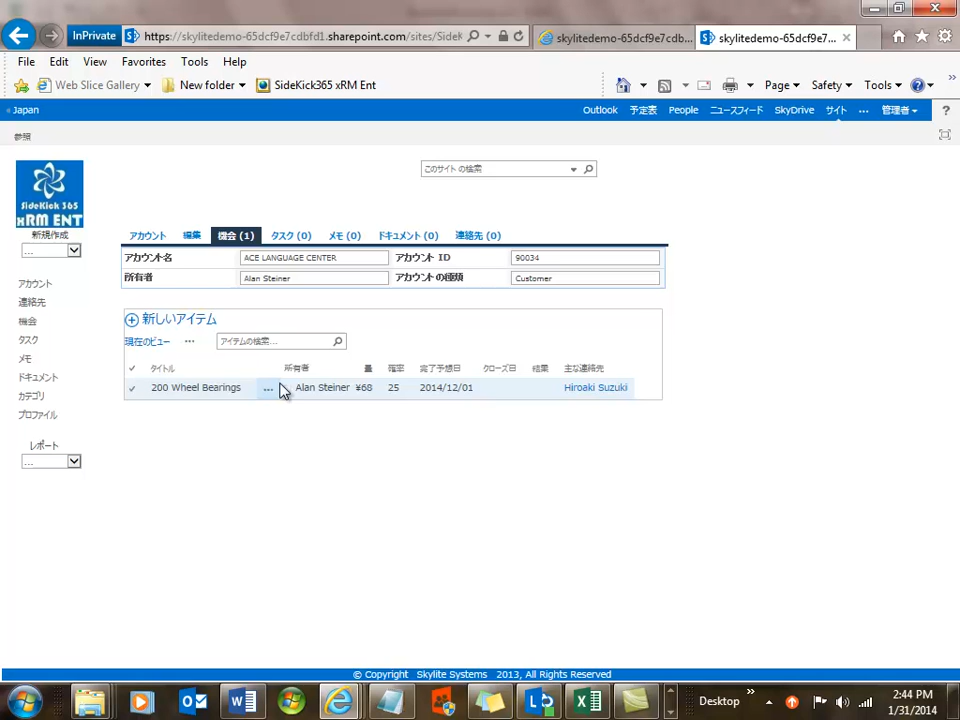 InPrivate https://skylitedemo-65dcf9e7cdbfd1.sharepoint.com/sites/SideK skylitedemo-65dcf9e7cdb... skylitedemo-65dcf9e7...
File Edit View Favorites Tools Help
Web Slice Gallery New folder SideKick365 xRM Ent Page Safety Tools
Japan Outlook 予定表 People ニュースフィード SkyDrive サイト ... 管理者 ?
参照
このサイト の検索
SideKick 365
xRM ENT
新規作成
...
アカウント 編集 機会 (1) タスク (0) メモ (0) ドキュメント (0) 連絡先 (0)
アカウント名 ACE LANGUAGE CENTER アカウント ID 90034
所有者 Alan Steiner アカウントの種類 Customer
アカウント
連絡先
機会
タスク
メモ
ドキュメント
カテゴリ
プロファイル
レポート
...
新しいアイテム
現在のビュー ... アイテムの検索...
タイトル 所有者 量 確率 完了予想日 クローズ日 結果 主な連絡先
200 Wheel Bearings ... Alan Steiner ¥68 25 2014/12/01 Hiroaki Suzuki
© Copyright Skylite Systems 2013, All Rights Reserved
Desktop 2:44 PM
1/31/2014